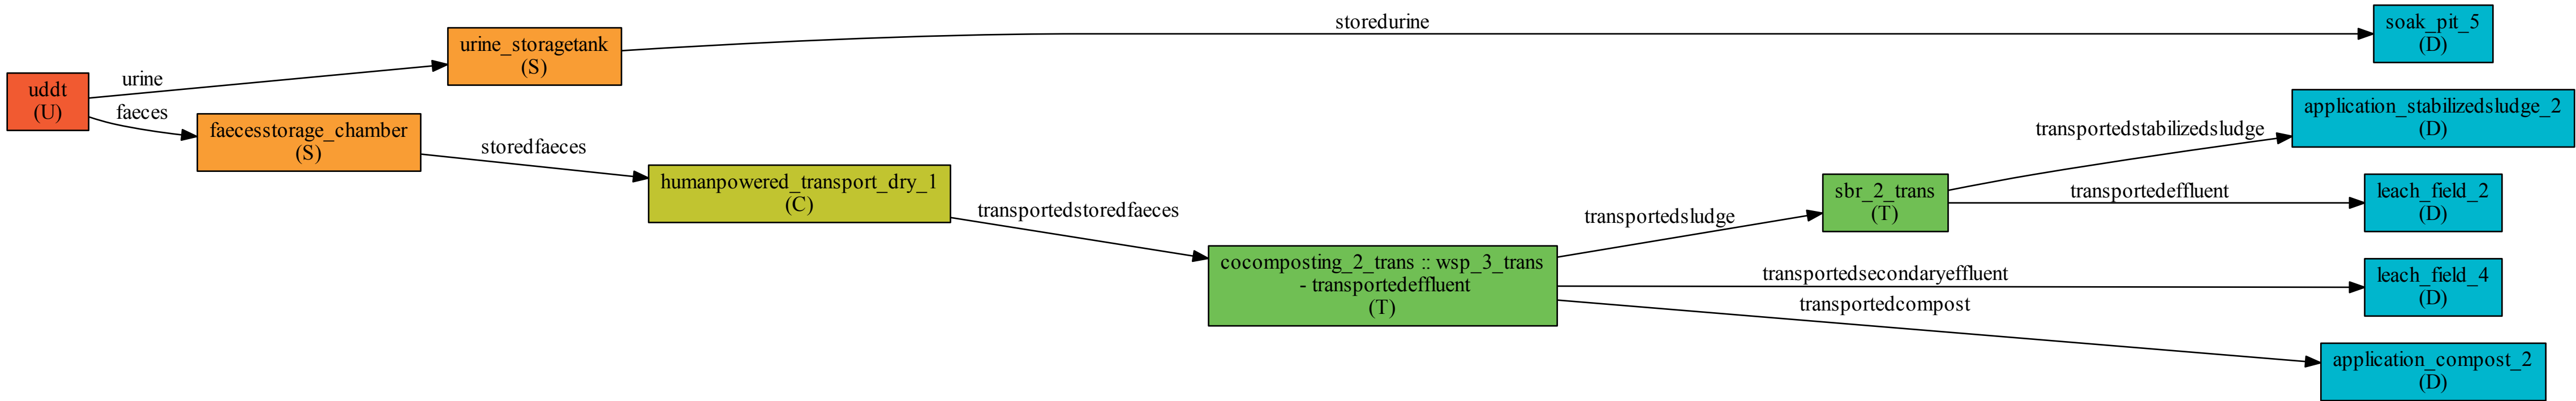 uddt
(U)
urine
faeces
urine_storagetank
(S)
faecesstorage_chamber
(S)
storedurine
storedfaeces
humanpowered_transport_dry_1
(C)
transportedstoredfaeces
cocomposting_2_trans :: wsp_3_trans
- transportedeffluent
(T)
transportedsludge
transportedsecondaryeffluent
transportedcompost
sbr_2_trans
(T)
transportedstabilizedsludge
transportedeffluent
soak_pit_5
(D)
application_stabilizedsludge_2
(D)
leach_field_2
(D)
leach_field_4
(D)
application_compost_2
(D)